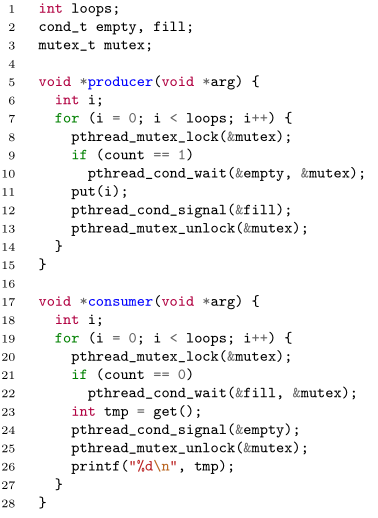 1 int loops;
2 cond_t empty, fill;
3 mutex_t mutex;
4
5 void *producer(void *arg) {
6   int i;
7   for (i = 0; i < loops; i++) {
8     pthread_mutex_lock(&mutex);
9     if (count == 1)
10       pthread_cond_wait(&empty, &mutex);
11     put(i);
12     pthread_cond_signal(&fill);
13     pthread_mutex_unlock(&mutex);
14   }
15 }
16
17 void *consumer(void *arg) {
18   int i;
19   for (i = 0; i < loops; i++) {
20     pthread_mutex_lock(&mutex);
21     if (count == 0)
22       pthread_cond_wait(&fill, &mutex);
23     int tmp = get();
24     pthread_cond_signal(&empty);
25     pthread_mutex_unlock(&mutex);
26     printf("%d\n", tmp);
27   }
28 }